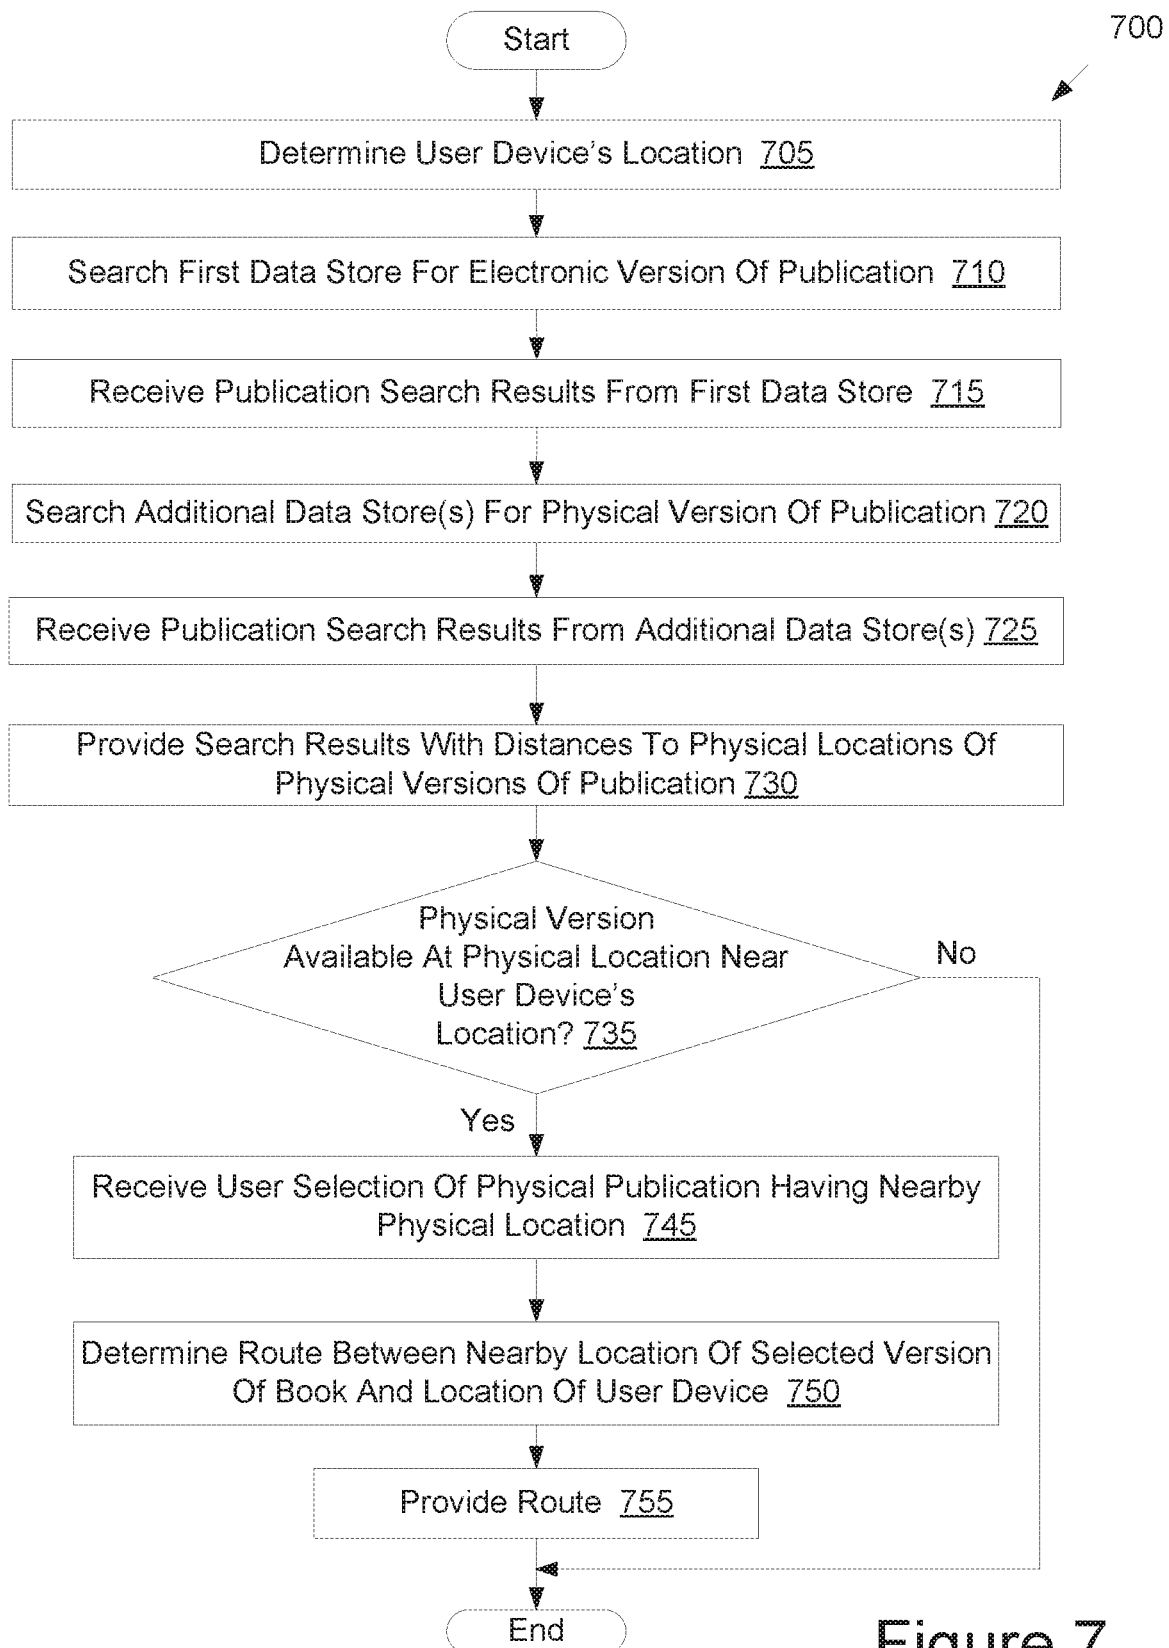 Start
700
Determine User Device's Location 705
Search First Data Store For Electronic Version Of Publication 710
Receive Publication Search Results From First Data Store 715
Search Additional Data Store(s) For Physical Version Of Publication 720
Receive Publication Search Results From Additional Data Store(s) 725
Provide Search Results With Distances To Physical Locations Of
Physical Versions Of Publication 730
Physical Version
Available At Physical Location Near
User Device's
Location? 735
No
Yes
Receive User Selection Of Physical Publication Having Nearby
Physical Location 745
Determine Route Between Nearby Location Of Selected Version
Of Book And Location Of User Device 750
Provide Route 755
End
Figure 7